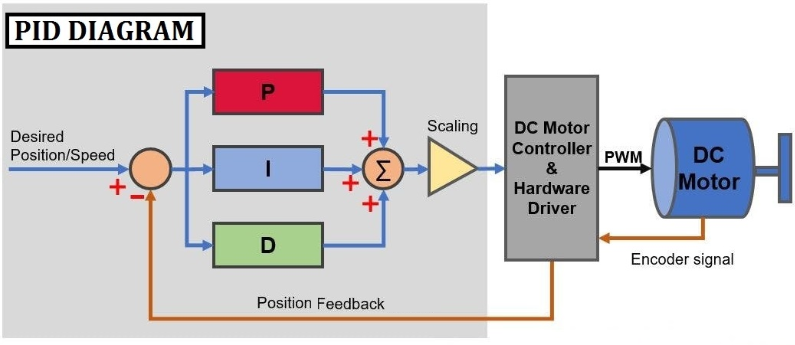 PID DIAGRAM
Desired
Position/Speed
+
-
P
I
D
+
+
+
Σ
Scaling
DC Motor
Controller
&
Hardware
Driver
PWM
DC
Motor
Encoder signal
Position Feedback